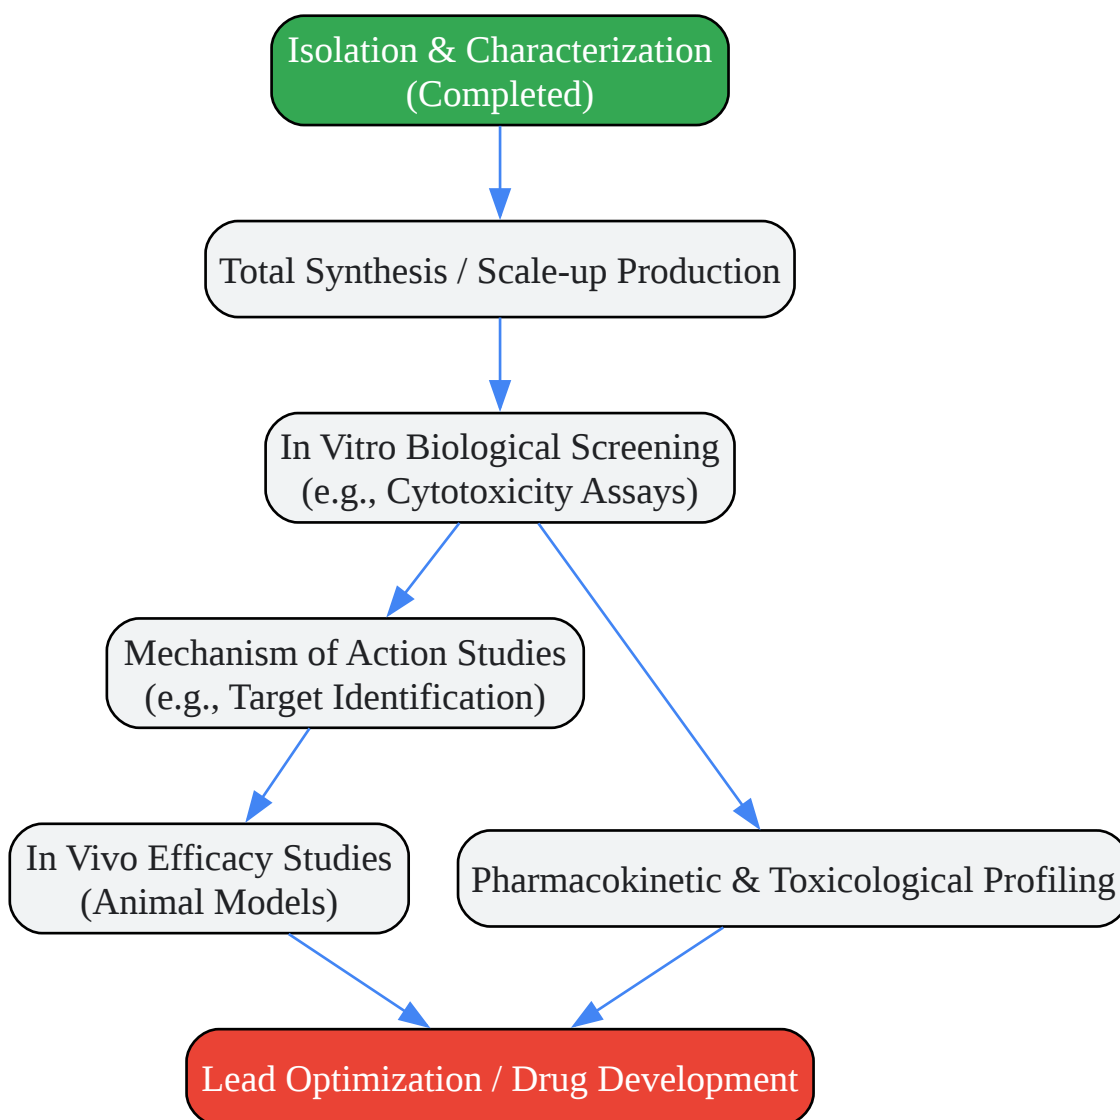 Isolation & Characterization
(Completed)
Total Synthesis / Scale-up Production
In Vitro Biological Screening
(e.g., Cytotoxicity Assays)
Mechanism of Action Studies
(e.g., Target Identification)
In Vivo Efficacy Studies
(Animal Models)
Pharmacokinetic & Toxicological Profiling
Lead Optimization / Drug Development